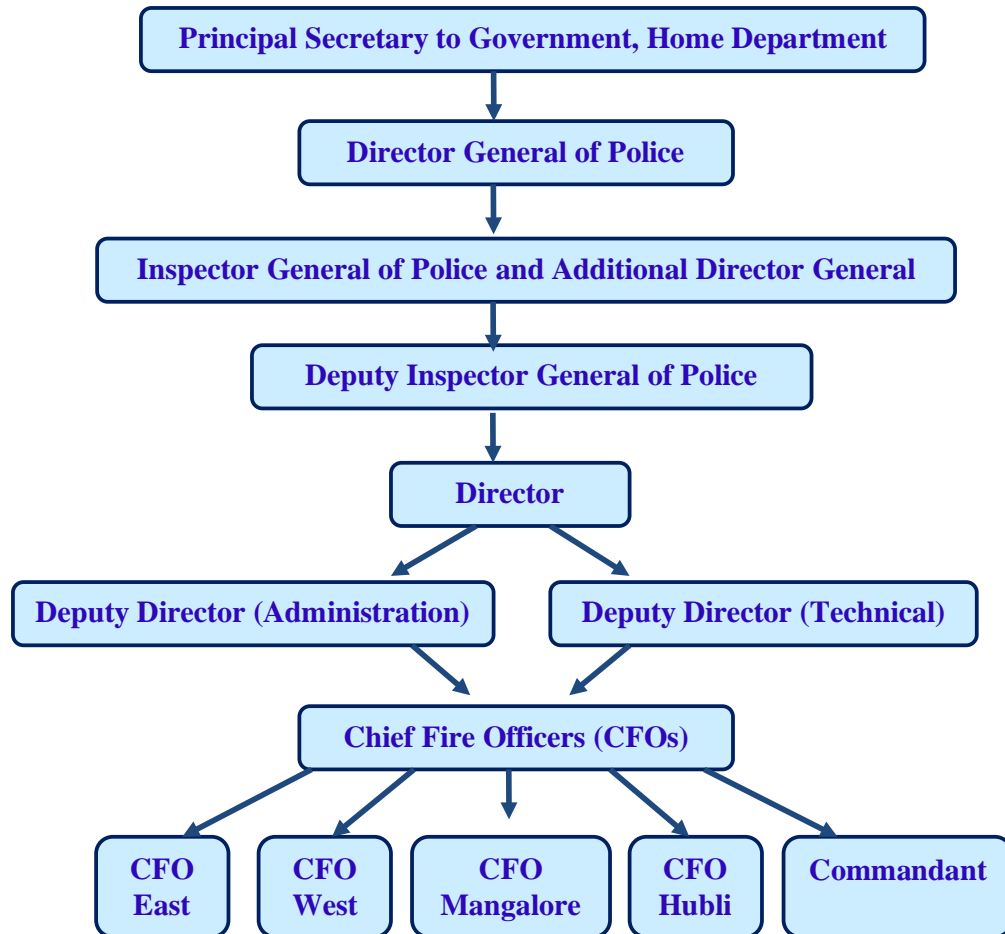 Principal Secretary to Government, Home Department
Director General of Police
Inspector General of Police and Additional Director General
Deputy Inspector General of Police
Director
Deputy Director (Administration)
Deputy Director (Technical)
Chief Fire Officers (CFOs)
CFO
East
CFO
West
CFO
Mangalore
CFO
Hubli
Commandant